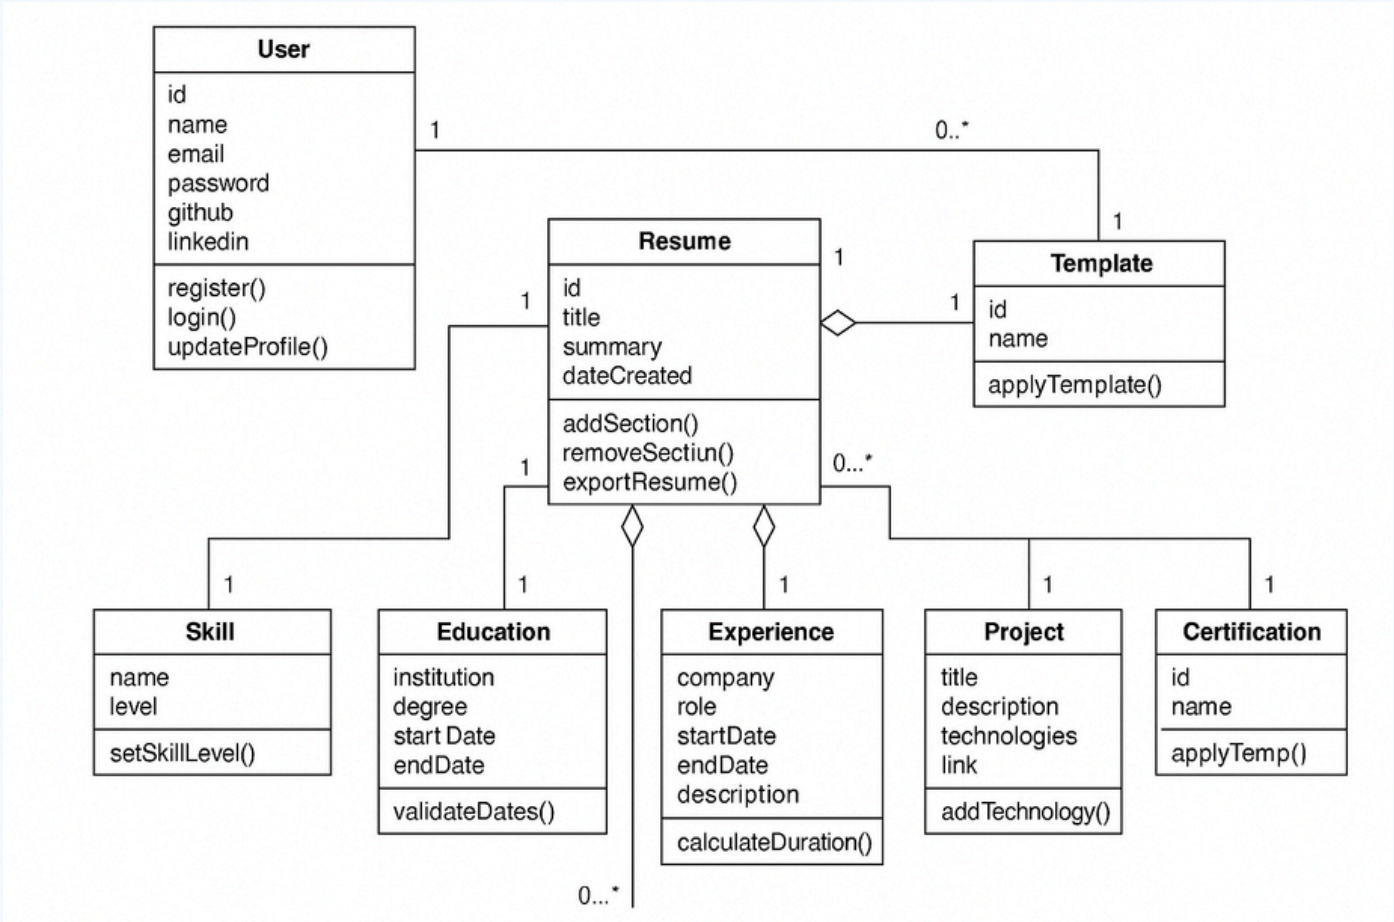 User
id
name
email
password
github
linkedin
register()
login()
updateProfile()
1
0..*
1
Resume
id
title
summary
dateCreated
addSection()
removeSectiun()
exportResume()
1
1
Template
id
name
applyTemplate()
1
1
0...*
1
Skill
name
level
setSkillLevel()
1
Education
institution
degree
start Date
endDate
validateDates()
1
Experience
company
role
startDate
endDate
description
calculateDuration()
1
Project
title
description
technologies
link
addTechnology()
1
Certification
id
name
applyTemp()
0...*